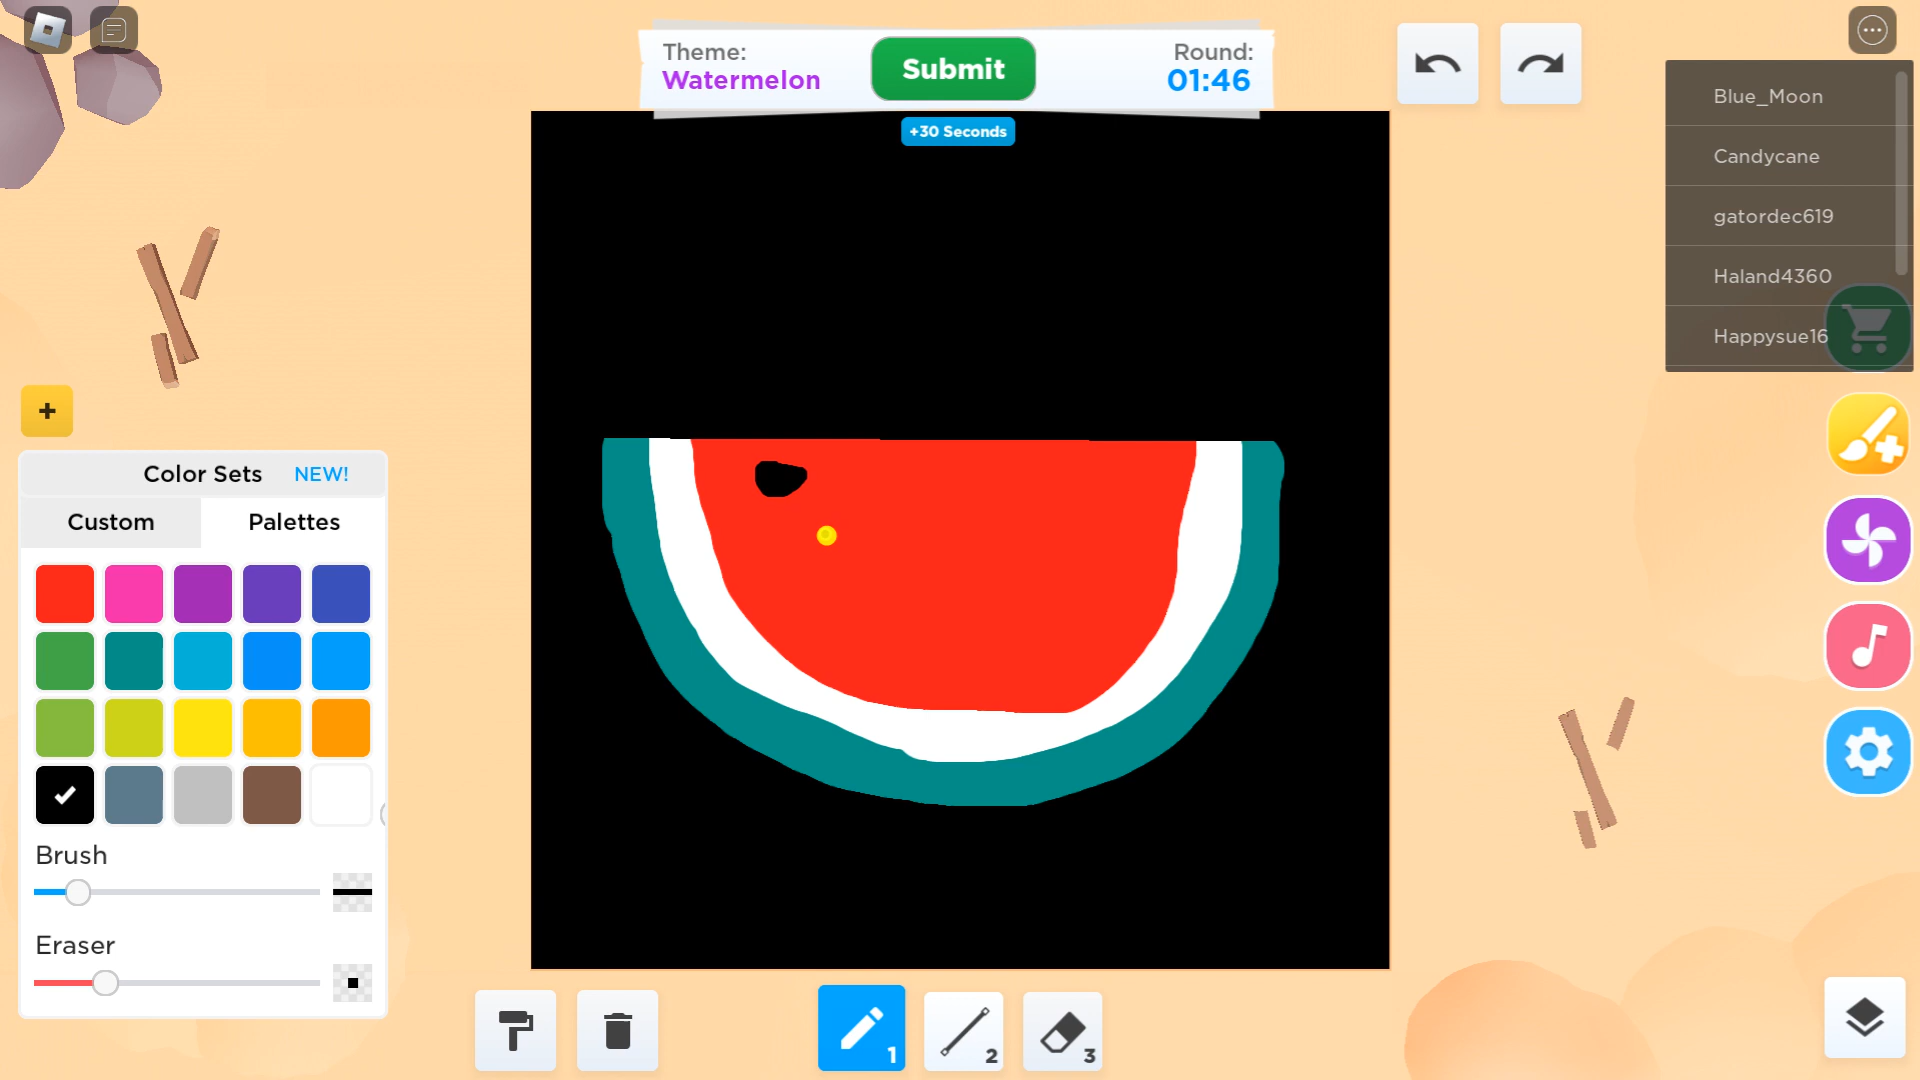 Theme:
Watermelon
Submit
Round:
01:46
+30 Seconds
Blue_Moon
Candycane
gatordec619
Haland4360
Happysue16
+
Color Sets NEW!
Custom Palettes
Brush
Eraser
1
2
3